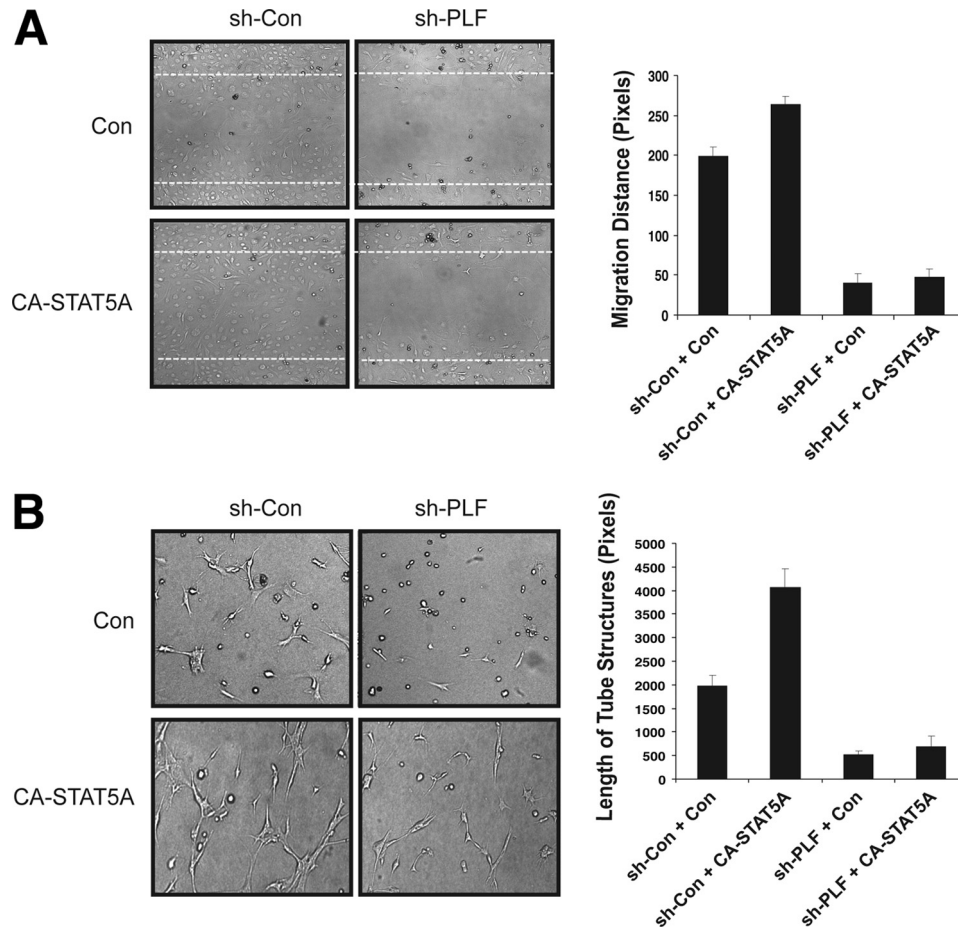 A
sh-Con
sh-PLF
Con
CA-STAT5A
Migration Distance (Pixels)
300
250
200
150
100
50
0
sh-Con + Con
sh-Con + CA-STAT5A
sh-PLF + Con
sh-PLF + CA-STAT5A
B
sh-Con
sh-PLF
Con
CA-STAT5A
Length of Tube Structures (Pixels)
5000
4500
4000
3500
3000
2500
2000
1500
1000
500
0
sh-Con + Con
sh-Con + CA-STAT5A
sh-PLF + Con
sh-PLF + CA-STAT5A